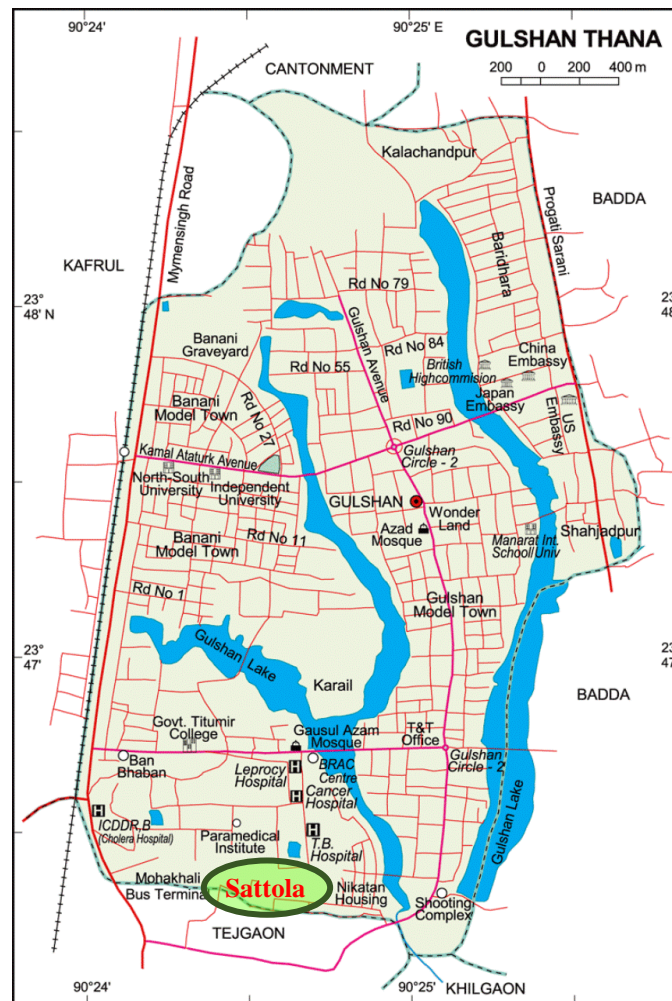 90°24'
90°25' E
GULSHAN THANA
200 0 200 400 m
CANTONMENT
Kalachandpur
BADDA
Mymensingh Road
Progati Sarani
Baridhara
KAFRUL
Rd No 79
23°
48' N
23
48
Gulshan Avenue
Banani
Graveyard
Rd No 84
China
Embassy
Rd No 55
British
Highcommision
Japan
Embassy
US
Embassy
Banani
Model Town
Rd No 27
Rd No 90
Kamal Ataturk Avenue
Gulshan
Circle - 2
North-South
University
Independent
University
GULSHAN
Wonder
Land
Azad
Mosque
Manarat Int.
Schooll Univ
Shahjadpur
Banani
Model Town
Rd No 11
Rd No 1
Gulshan
Model Town
23°
47'
23
47
Gulshan Lake
Karail
BADDA
Govt. Titumir
College
Gausul Azam
Mosque
T&T
Office
Ban
Bhaban
Leprocy
Hospital
BRAC
Centre
Gulshan
Circle - 2
Cancer
Hospital
Gulshan Lake
H
H
H
H
ICDDR,B
(Cholera Hospital)
Paramedical
Institute
T.B.
Hospital
Mohakhali
Bus Terminal
Sattola
Nikatan
Housing
Shooting
Complex
TEJGAON
KHILGAON
90°24'
90°25'